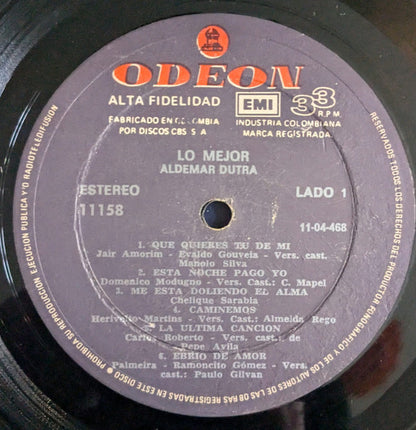 ODEON
ALTA FIDELIDAD
EMI
33
R.P.M.
FABRICADO EN COLOMBIA
POR DISCOS CBS S A
INDUSTRIA COLOMBIANA
MARCA REGISTRADA
LO MEJOR
ALDEMAR DUTRA
ESTEREO
11158
LADO 1
11-04-468
1. QUE QUIERES TU DE MI
Jair Amorim - Evaldo Gouveia - Vers. cast.
Manolo Silva
2. ESTA NOCHE PAGO YO
Domenico Modugno - Vers. Cast.: C. Mapel
3. ME ESTA DOLIENDO EL ALMA
Chelique Sarabia
4. CAMINEMOS
Herivelto Martins - Vers. Cast.: Almeida Rego
5. LA ULTIMA CANCION
Carlos Roberto - Vers. cast.: de
Pepe Avila
6. EBRIO DE AMOR
Palmeira - Ramoncito Gómez - Vers.
cast.: Paulo Gilvan
RESERVADOS TODOS LOS DERECHOS DEL PRODUCTOR FONOGRAFICO Y DE LOS AUTORES DE LAS OBRAS REGISTRADAS EN ESTE DISCO • PROHIBIDA SU REPRODUCCION EJECUCION PUBLICA Y/O RADIOTELEDIFUSION